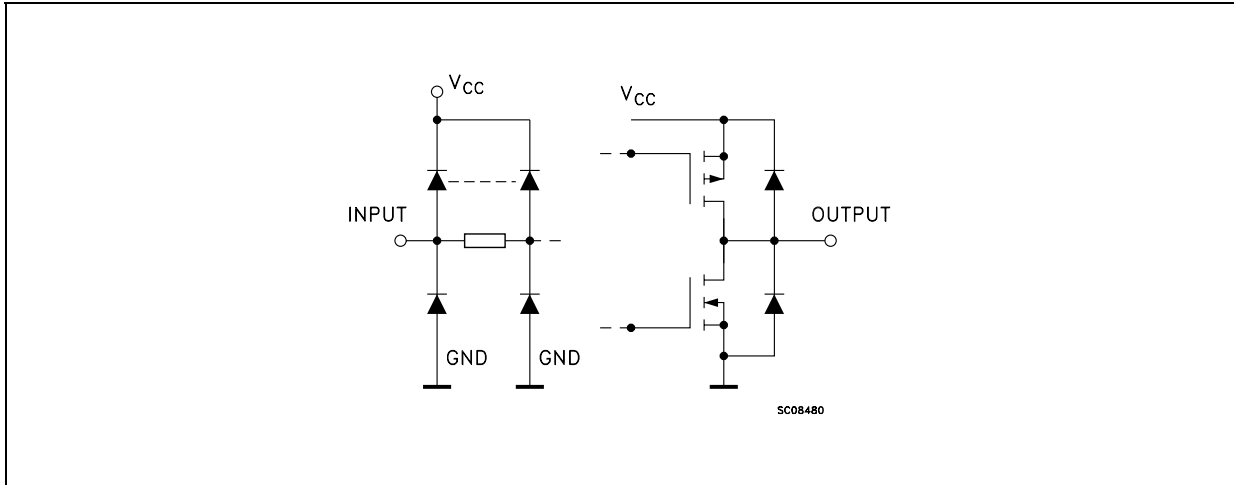 VCC
VCC
INPUT
OUTPUT
GND
GND
SC08480